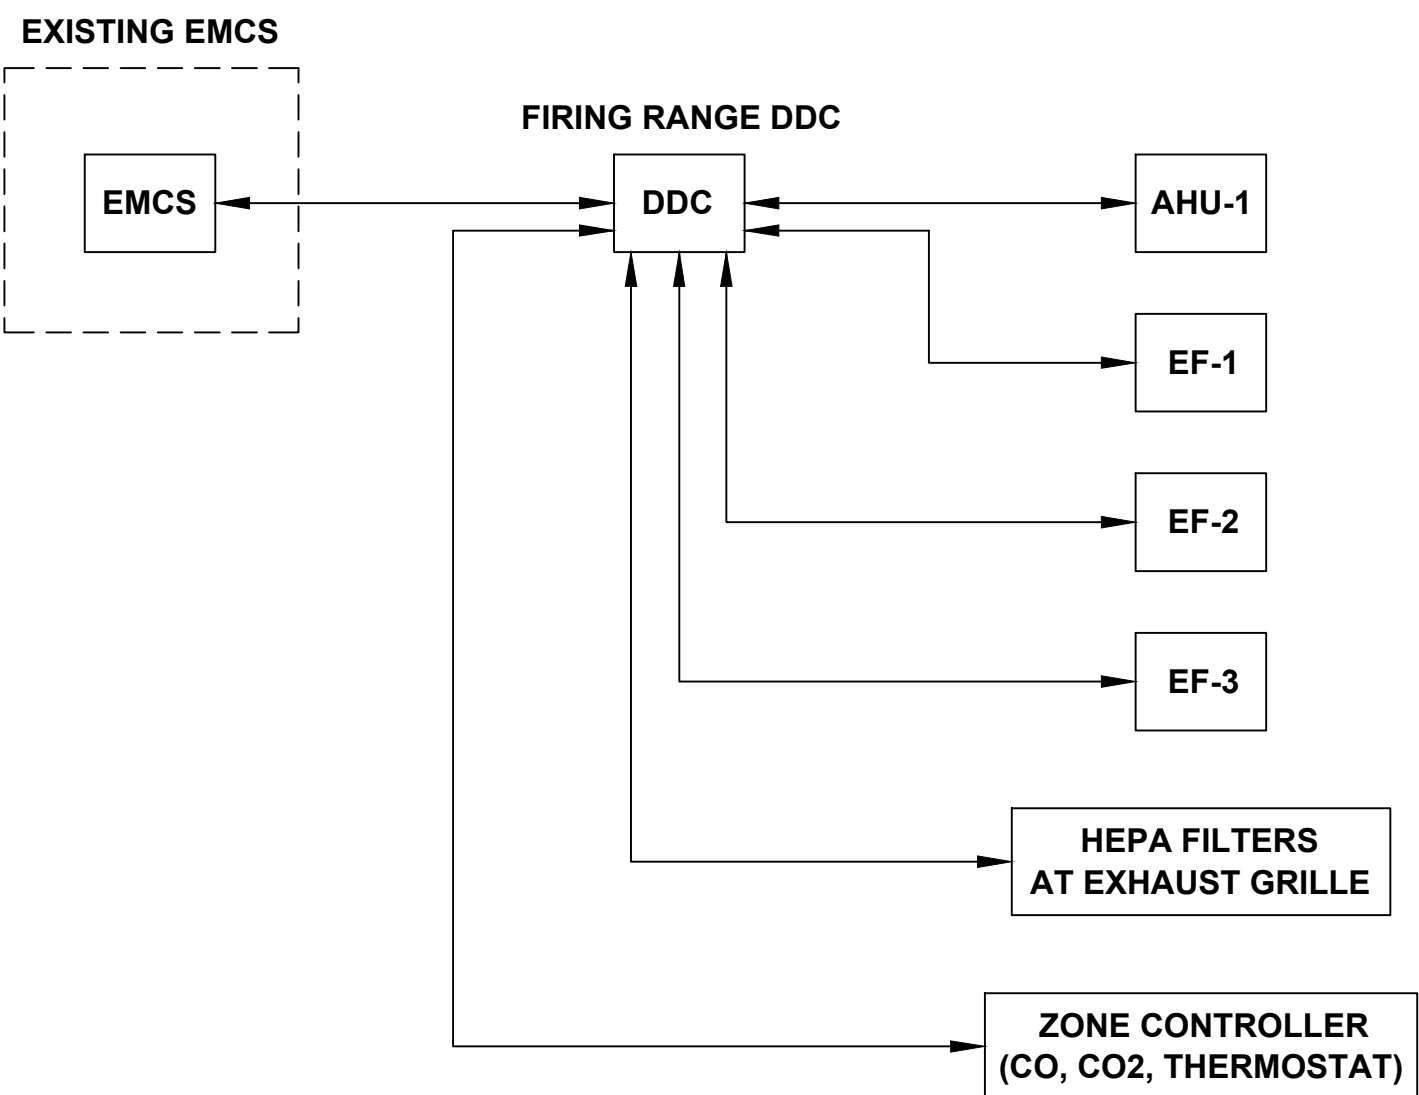 EXISTING EMCS
FIRING RANGE DDC
EMCS
DDC
AHU-1
EF-1
EF-2
EF-3
HEPA FILTERS
AT EXHAUST GRILLE
ZONE CONTROLLER
(CO, CO2, THERMOSTAT)